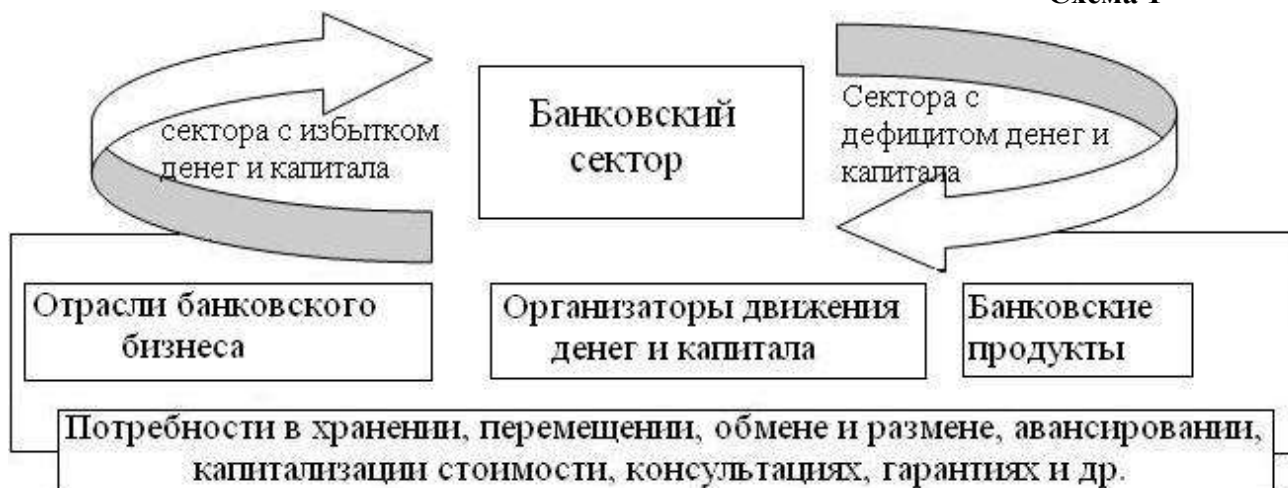 Схема 1
сектора с избытком
денег и капитала
Банковский
сектор
Сектора с
дефицитом денег и
капитала
Отрасли банковского
бизнеса
Организаторы движения
денег и капитала
Банковские
продукты
Потребности в хранении, перемещении, обмене и размене, авансировании,
капитализации стоимости, консультациях, гарантиях и др.